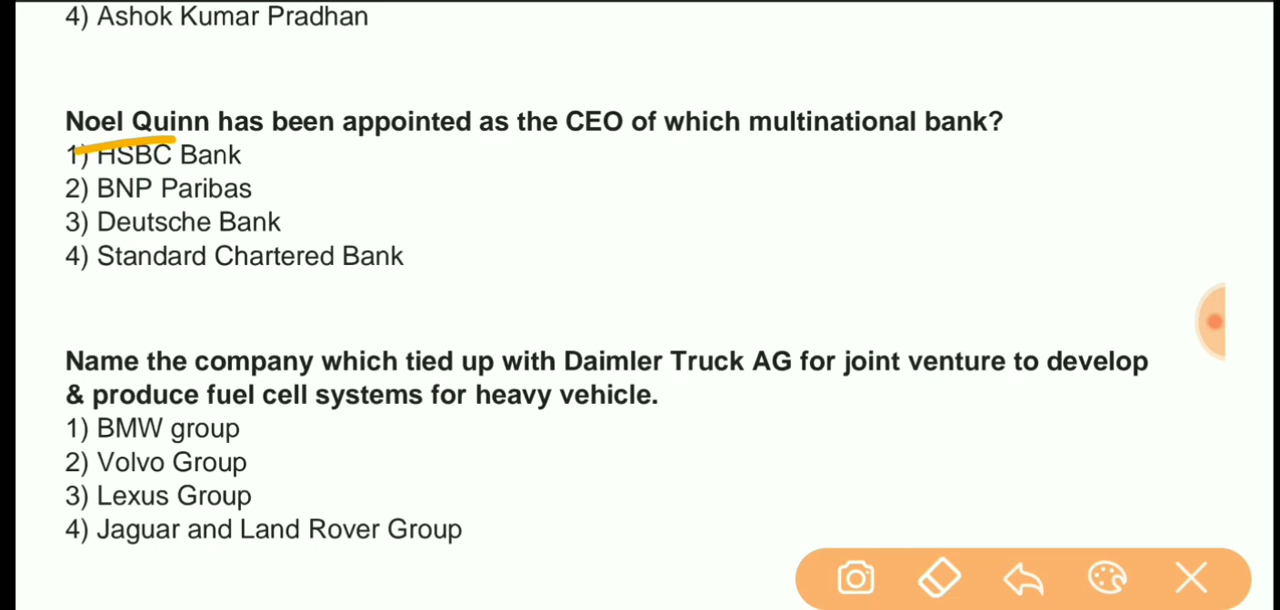 4) Ashok Kumar Pradhan
Noel Quinn has been appointed as the CEO of which multinational bank?
1) HSBC Bank
2) BNP Paribas
3) Deutsche Bank
4) Standard Chartered Bank
Name the company which tied up with Daimler Truck AG for joint venture to develop
& produce fuel cell systems for heavy vehicle.
1) BMW group
2) Volvo Group
3) Lexus Group
4) Jaguar and Land Rover Group